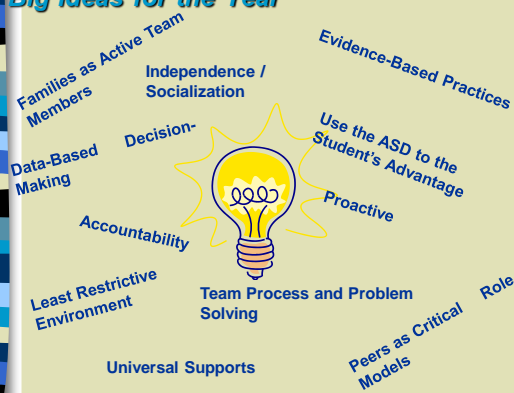 Big Ideas for the Year
Families as Active Team
Members
Independence /
Socialization
Evidence-Based Practices
Data-Based Decision-
Making
Use the ASD to the
Student's Advantage
Proactive
Accountability
Least Restrictive
Environment
Team Process and Problem
Solving
Peers as Critical Role
Models
Universal Supports